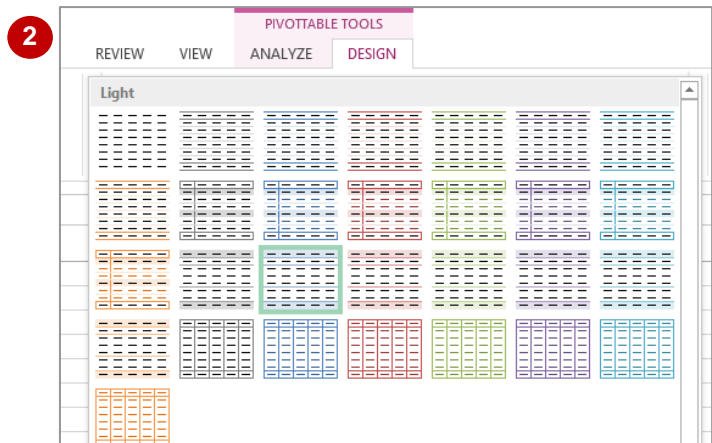 2
PIVOTTABLE TOOLS
REVIEW VIEW ANALYZE DESIGN
Light